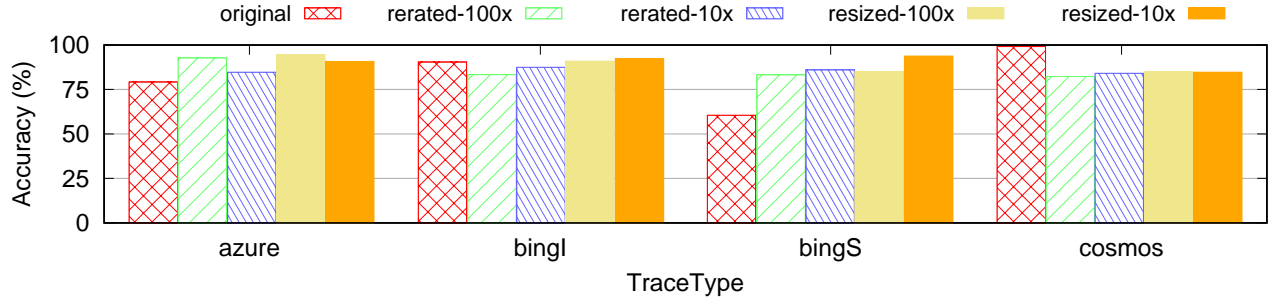 original rerated-100x rerated-10x resized-100x resized-10x
Accuracy (%)
100
75
50
25
0
azure bingI bingS cosmos
TraceType